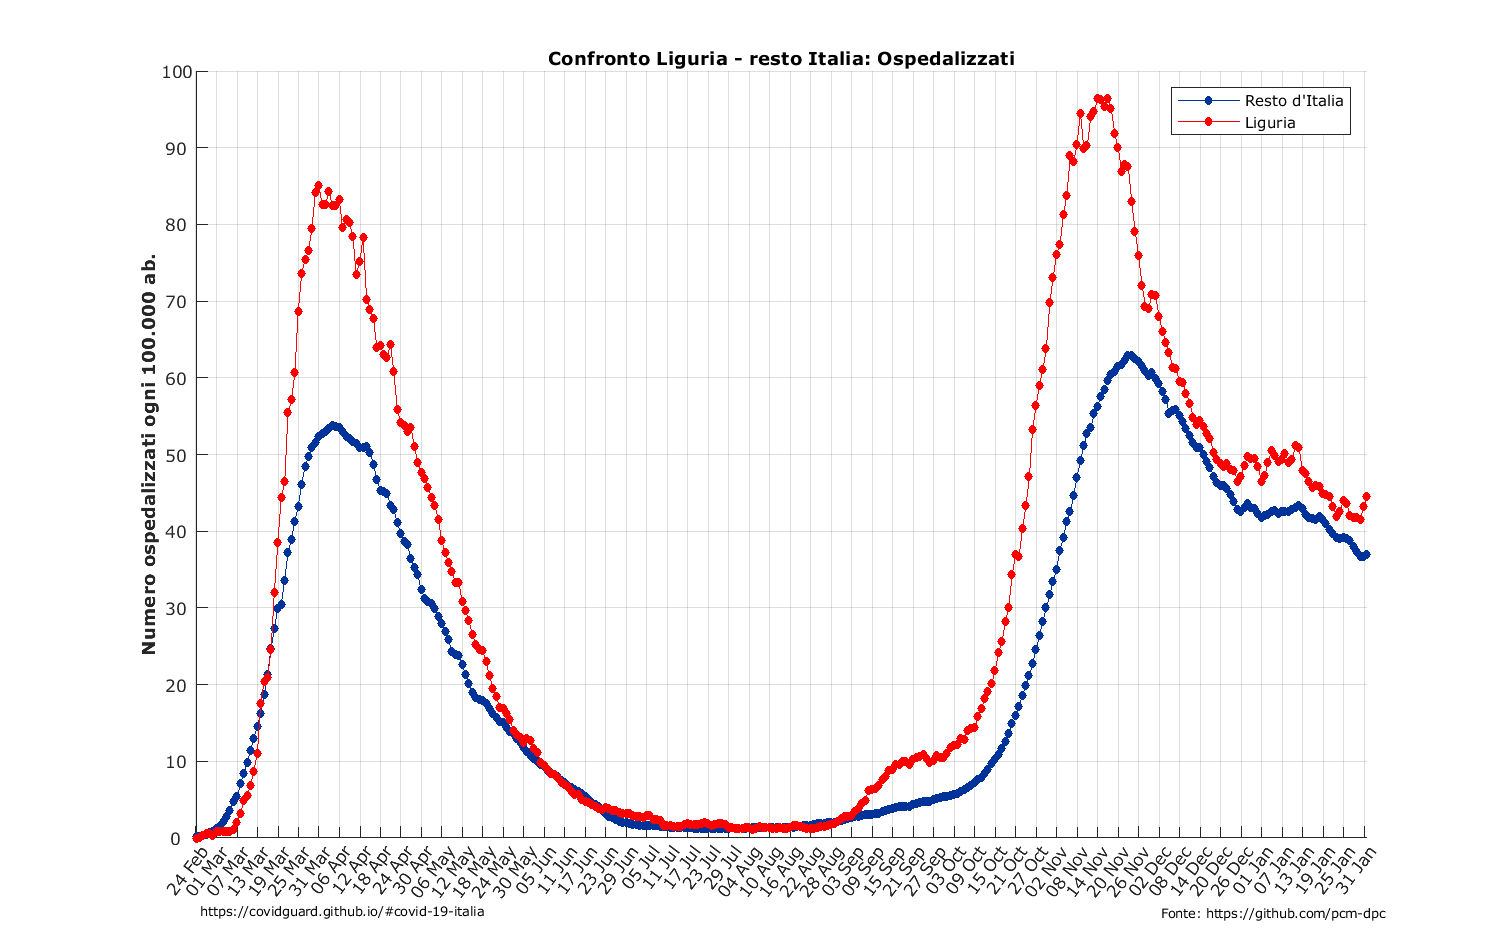 Confronto Liguria - resto Italia: Ospedalizzati
Resto d'Italia
Liguria
Numero ospedalizzati ogni 100.000 ab.
100
90
80
70
60
50
40
30
20
10
0
24 Feb
01 Mar
07 Mar
13 Mar
19 Mar
25 Mar
31 Mar
06 Apr
12 Apr
18 Apr
24 Apr
30 Apr
06 May
12 May
18 May
24 May
30 May
05 Jun
11 Jun
17 Jun
23 Jun
29 Jun
05 Jul
11 Jul
17 Jul
23 Jul
29 Jul
04 Aug
10 Aug
16 Aug
22 Aug
28 Aug
03 Sep
09 Sep
15 Sep
21 Sep
27 Sep
03 Oct
09 Oct
15 Oct
21 Oct
27 Oct
02 Nov
08 Nov
14 Nov
20 Nov
26 Nov
02 Dec
08 Dec
14 Dec
20 Dec
26 Dec
01 Jan
07 Jan
13 Jan
19 Jan
25 Jan
31 Jan
https://covidguard.github.io/#covid-19-italia
Fonte: https://github.com/pcm-dpc